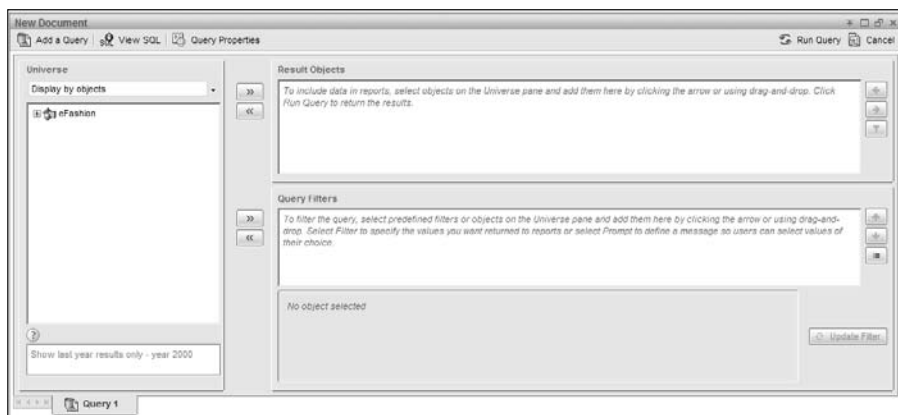 New Document
Add a Query View SQL Query Properties Run Query Cancel
Universe
Display by objects
eFashion
Show last year results only - year 2000
Result Objects
To include data in reports, select objects on the Universe pane and add them here by clicking the arrow or using drag-and-drop. Click
Run Query to return the results.
Query Filters
To filter the query, select predefined filters or objects on the Universe pane and add them here by clicking the arrow or using drag-and-
drop. Select Filter to specify the values you want returned to reports or select Prompt to define a message so users can select values of
their choice.
No object selected
Update Filter
Query 1